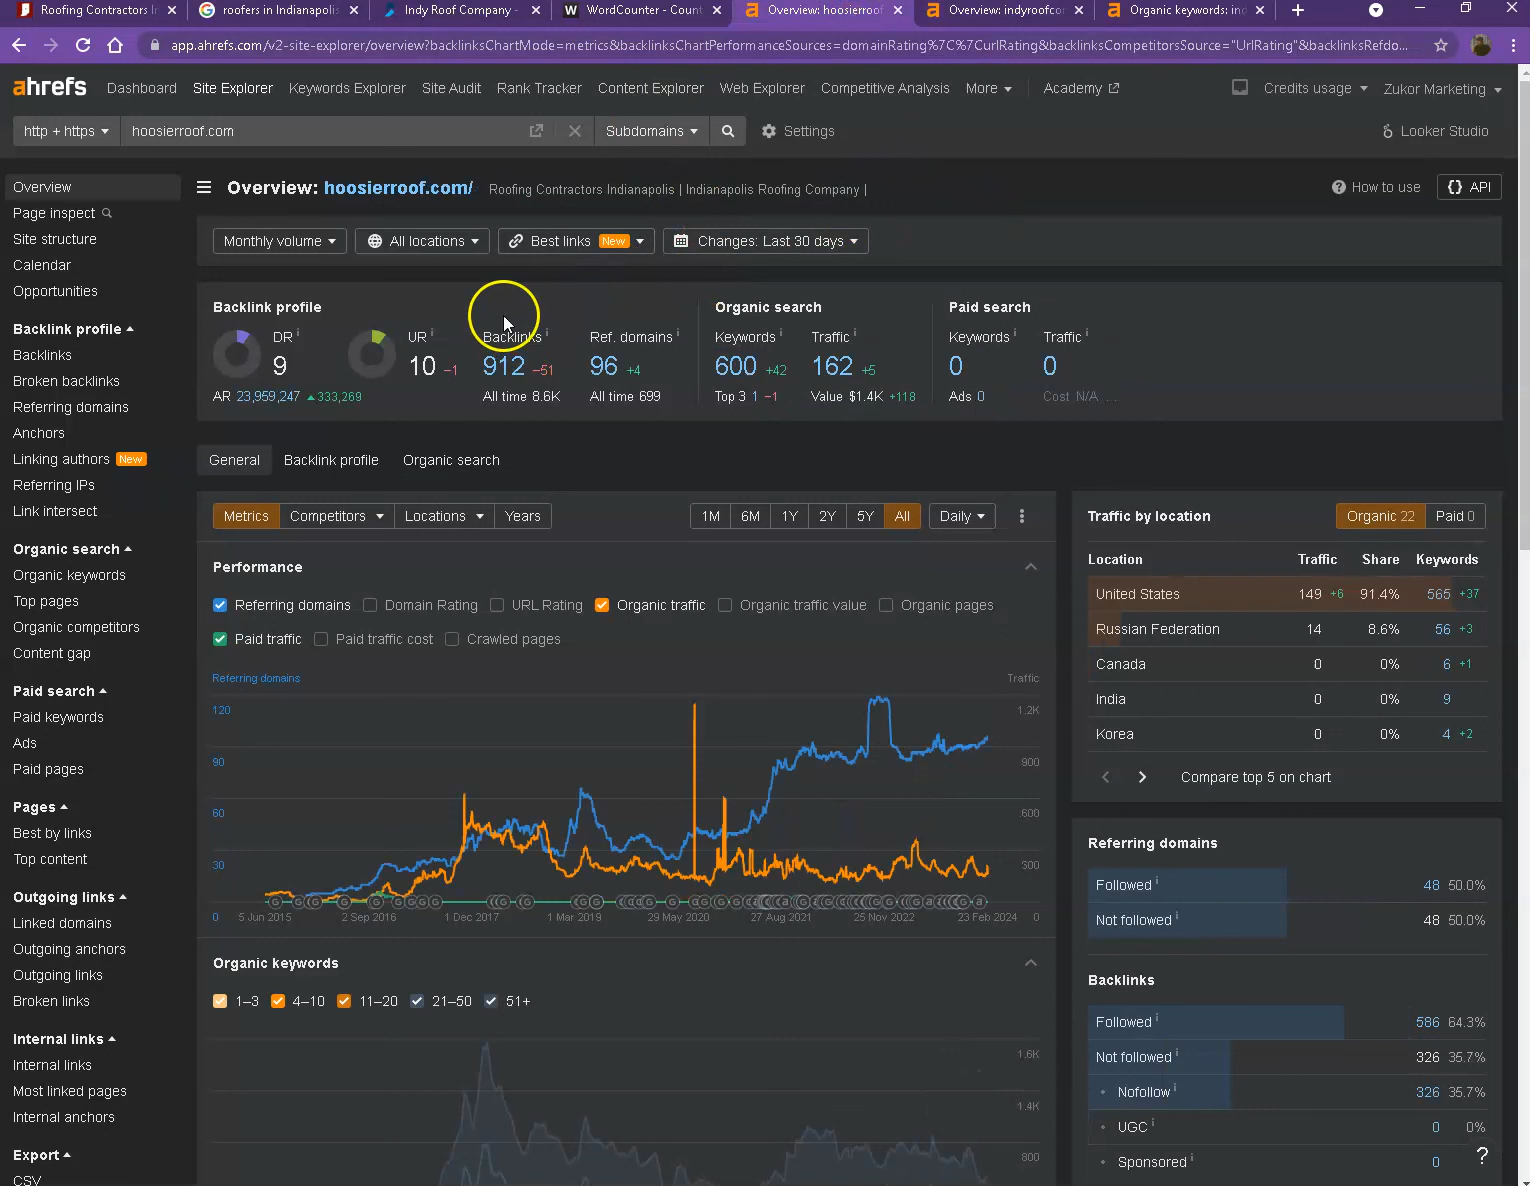 Roofing Contractors I
roofers in Indianapolis
Indy Roof Company -
WordCounter - Count
Overview: hoosierroof
Overview: indyroofcor
Organic keywords: in
app.ahrefs.com/v2-site-explorer/overview?backlinksChartMode=metrics&backlinksChartPerformanceSources=domainRating%7C%7CurlRating&backlinksCompetitorsSource="UrlRating"&backlinksRefdo...
ahrefs Dashboard Site Explorer Keywords Explorer Site Audit Rank Tracker Content Explorer Web Explorer Competitive Analysis More Academy Credits usage Zukor Marketing
http + https hoosierroof.com Subdomains Settings Looker Studio
Overview
Page inspect
Site structure
Calendar
Opportunities
Backlink profile
Backlinks
Broken backlinks
Referring domains
Anchors
Linking authors New
Referring IPs
Link intersect
Organic search
Organic keywords
Top pages
Organic competitors
Content gap
Paid search
Paid keywords
Ads
Paid pages
Pages
Best by links
Top content
Outgoing links
Linked domains
Outgoing anchors
Outgoing links
Broken links
Internal links
Internal links
Most linked pages
Internal anchors
Export
CSV
Overview: hoosierroof.com/ Roofing Contractors Indianapolis | Indianapolis Roofing Company |
How to use {} API
Monthly volume All locations Best links New Changes: Last 30 days
Backlink profile Organic search Paid search
DR UR Backlinks Ref. domains Keywords Traffic Keywords Traffic
9 10 −1 912 −51 96 +4 600 +42 162 +5 0 0
AR 23,959,247 333,269 All time 8.6K All time 699 Top 3 1 −1 Value $1.4K +118 Ads 0 Cost N/A
General Backlink profile Organic search
Metrics Competitors Locations Years 1M 6M 1Y 2Y 5Y All Daily
Performance
Referring domains Domain Rating URL Rating Organic traffic Organic traffic value Organic pages
Paid traffic Paid traffic cost Crawled pages
Referring domains Traffic
120 1.2K
90 900
60 600
30 300
0 5 Jun 2015 2 Sep 2016 1 Dec 2017 1 Mar 2019 29 May 2020 27 Aug 2021 25 Nov 2022 23 Feb 2024 0
Organic keywords
1–3 4–10 11–20 21–50 51+
1.6K
1.4K
800
Traffic by location Organic 22 Paid 0
Location Traffic Share Keywords
United States 149 +6 91.4% 565 +37
Russian Federation 14 8.6% 56 +3
Canada 0 0% 6 +1
India 0 0% 9
Korea 0 0% 4 +2
Compare top 5 on chart
Referring domains
Followed 48 50.0%
Not followed 48 50.0%
Backlinks
Followed 586 64.3%
Not followed 326 35.7%
Nofollow 326 35.7%
UGC 0 0%
Sponsored 0
?